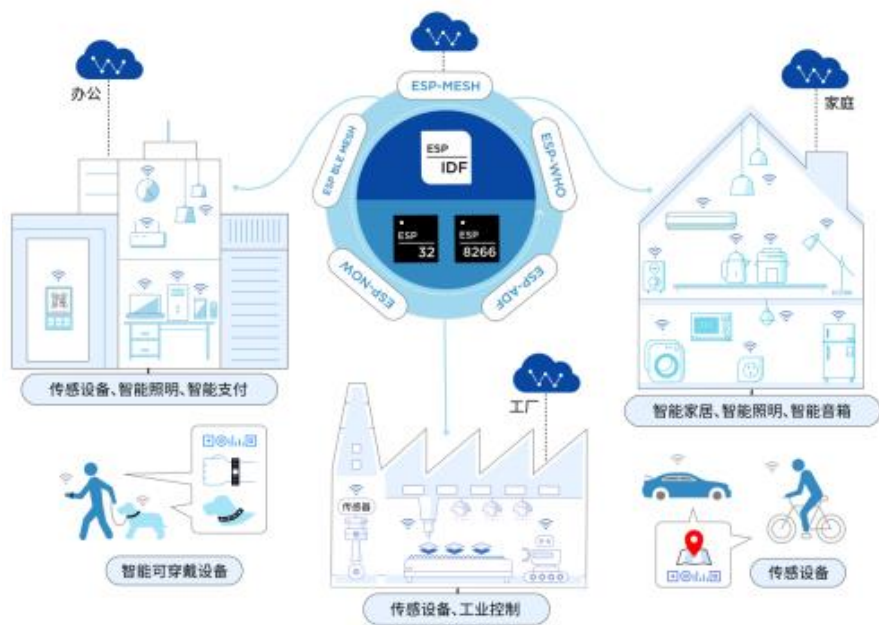 办公
ESP-MESH
家庭
ESP BLE MESH
ESP
IDF
ESP-WHO
ESP
32
ESP
8266
ESP-NOW
ESP-ADF
传感设备、智能照明、智能支付
工厂
智能家居、智能照明、智能音箱
传感器
智能可穿戴设备
传感设备
传感设备、工业控制